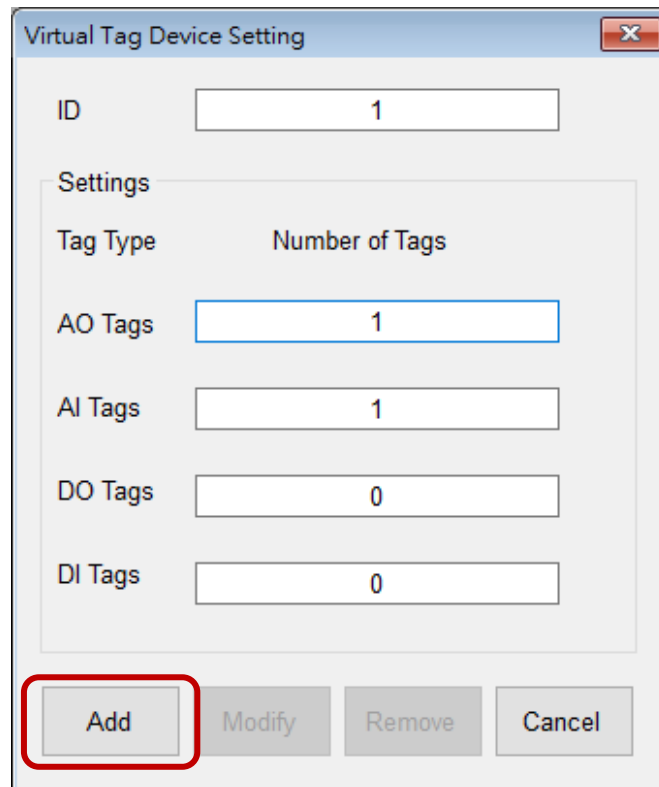 Virtual Tag Device Setting
ID 1
Settings
Tag Type Number of Tags
AO Tags 1
AI Tags 1
DO Tags 0
DI Tags 0
Add Modify Remove Cancel